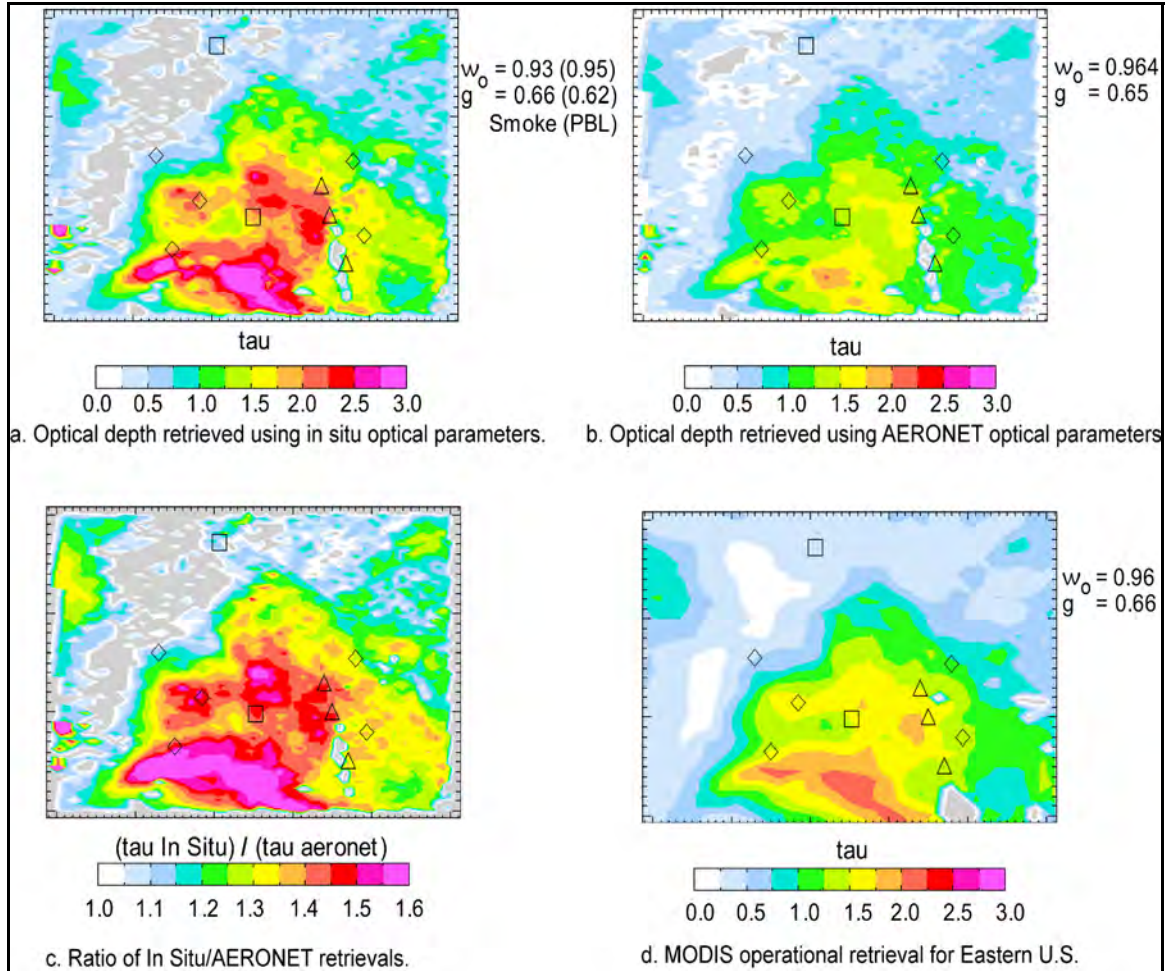 wo = 0.93 (0.95)
g = 0.66 (0.62)
Smoke (PBL)
tau
0.0 0.5 1.0 1.5 2.0 2.5 3.0
a. Optical depth retrieved using in situ optical parameters.
wo = 0.964
g = 0.65
tau
0.0 0.5 1.0 1.5 2.0 2.5 3.0
b. Optical depth retrieved using AERONET optical parameters
(tau In Situ) / (tau aeronet)
1.0 1.1 1.2 1.3 1.4 1.5 1.6
c. Ratio of In Situ/AERONET retrievals.
wo = 0.96
g = 0.66
tau
0.0 0.5 1.0 1.5 2.0 2.5 3.0
d. MODIS operational retrieval for Eastern U.S.